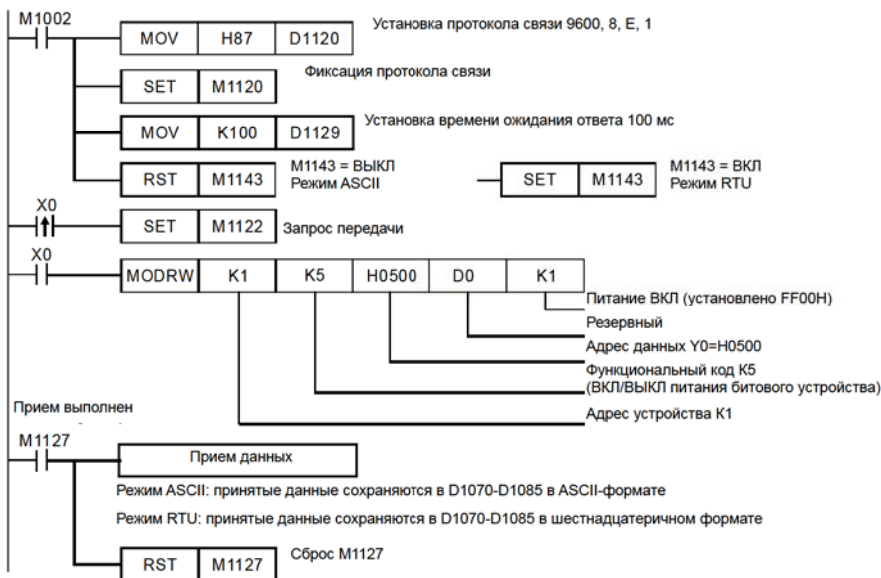 M1002
MOV H87 D1120 Установка протокола связи 9600, 8, E, 1
SET M1120 Фиксация протокола связи
MOV K100 D1129 Установка времени ожидания ответа 100 мс
RST M1143 M1143 = ВЫКЛ
Режим ASCII
SET M1143 M1143 = ВКЛ
Режим RTU
X0
SET M1122 Запрос передачи
X0
MODRW K1 K5 H0500 D0 K1
Питание ВКЛ (установлено FF00H)
Резервный
Адрес данных Y0=H0500
Функциональный код K5
(ВКЛ/ВЫКЛ питания битового устройства)
Адрес устройства K1
Прием выполнен
M1127
Прием данных
Режим ASCII: принятые данные сохраняются в D1070-D1085 в ASCII-формате
Режим RTU: принятые данные сохраняются в D1070-D1085 в шестнадцатеричном формате
RST M1127 Сброс M1127